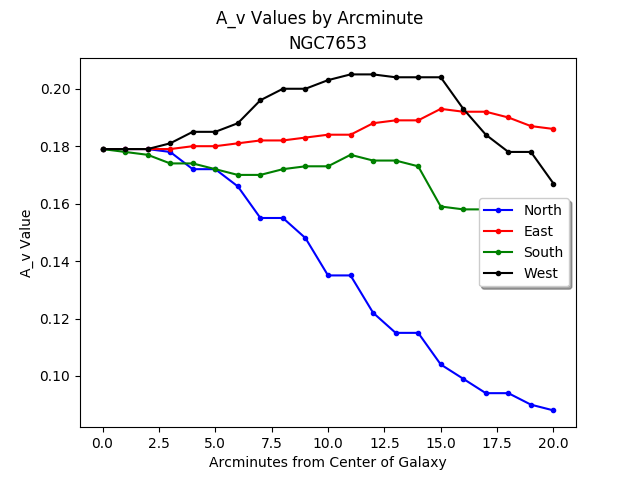 A_v Values by Arcminute
NGC7653
A_v Value
0.20
0.18
0.16
0.14
0.12
0.10
North
East
South
West
0.0 2.5 5.0 7.5 10.0 12.5 15.0 17.5 20.0
Arcminutes from Center of Galaxy